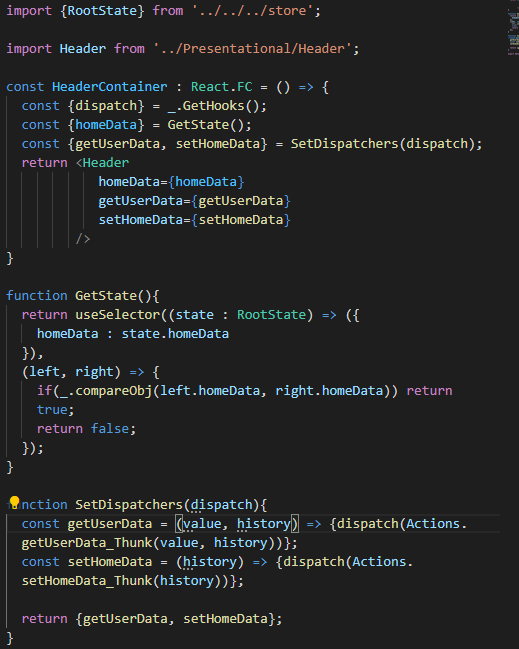 import {RootState} from '../../../store';
import Header from '../Presentational/Header';
const HeaderContainer : React.FC = () => {
const {dispatch} = _.GetHooks();
const {homeData} = GetState();
const {getUserData, setHomeData} = SetDispatchers(dispatch);
return <Header
homeData={homeData}
getUserData={getUserData}
setHomeData={setHomeData}
/>
}
function GetState(){
return useSelector((state : RootState) => ({
homeData : state.homeData
}),
(left, right) => {
if(_.compareObj(left.homeData, right.homeData)) return
true;
return false;
});
}
nction SetDispatchers(dispatch){
const getUserData = (value, history) => {dispatch(Actions.
getUserData_Thunk(value, history))};
const setHomeData = (history) => {dispatch(Actions.
setHomeData_Thunk(history))};
return {getUserData, setHomeData};
}